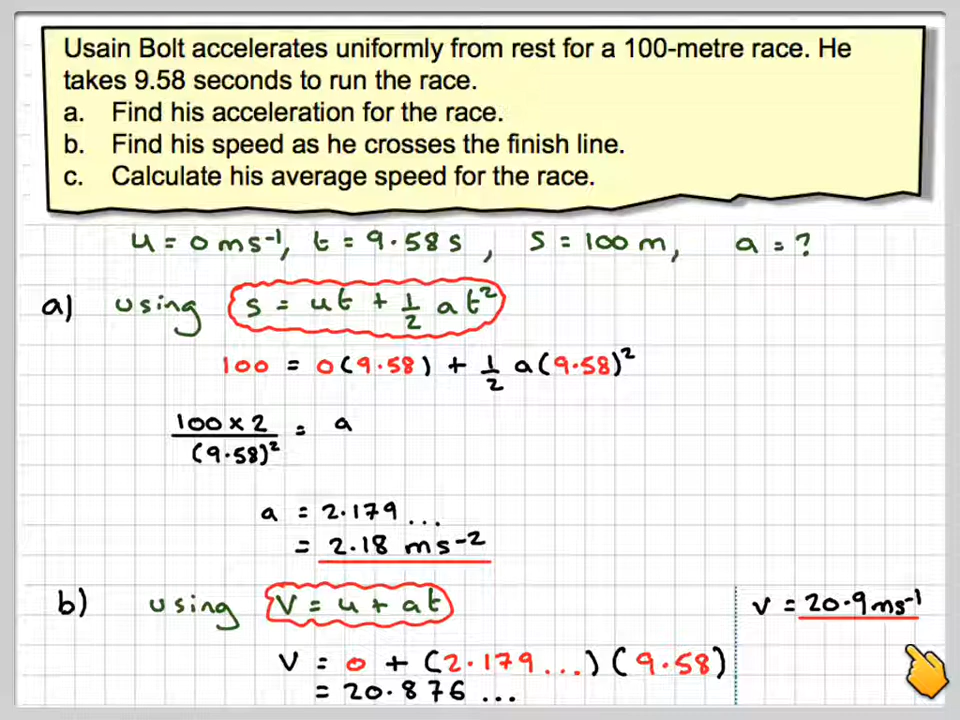 Usain Bolt accelerates uniformly from rest for a 100-metre race. He
takes 9.58 seconds to run the race.
a. Find his acceleration for the race.
b. Find his speed as he crosses the finish line.
c. Calculate his average speed for the race.
u = 0 ms⁻¹, t = 9.58 s, s = 100 m, a = ?
a) using s = ut + 1/2 at²
100 = 0(9.58) + 1/2 a(9.58)²
100 × 2 / (9.58)² = a
a = 2.179...
= 2.18 ms⁻²
b) using v = u + at
v = 20.9 ms⁻¹
v = 0 + (2.179...)(9.58)
= 20.876...